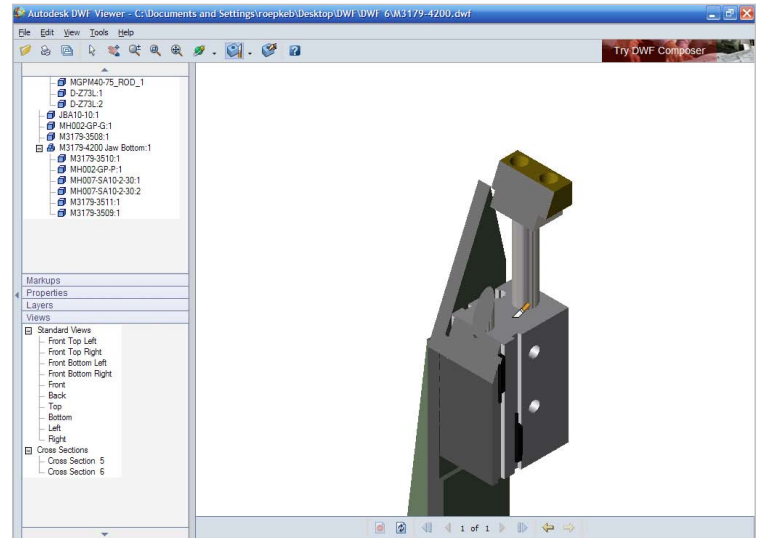 Autodesk DWF Viewer - C:\Documents and Settings\roepkeb\Desktop\DWF\DWF 6\M3179-4200.dwf
File Edit View Tools Help
Try DWF Composer
MGPM40-75_ROD_1
D-Z73L:1
D-Z73L:2
JBA10-10:1
MH002-GP-G:1
M3179-3508:1
M3179-4200 Jaw Bottom:1
M3179-3510:1
MH002-GP-P:1
MH007-SA10-2-30:1
MH007-SA10-2-30:2
M3179-3511:1
M3179-3509:1
Markups
Properties
Layers
Views
Standard Views
Front Top Left
Front Top Right
Front Bottom Left
Front Bottom Right
Front
Back
Top
Bottom
Left
Right
Cross Sections
Cross Section 5
Cross Section 6
1 of 1